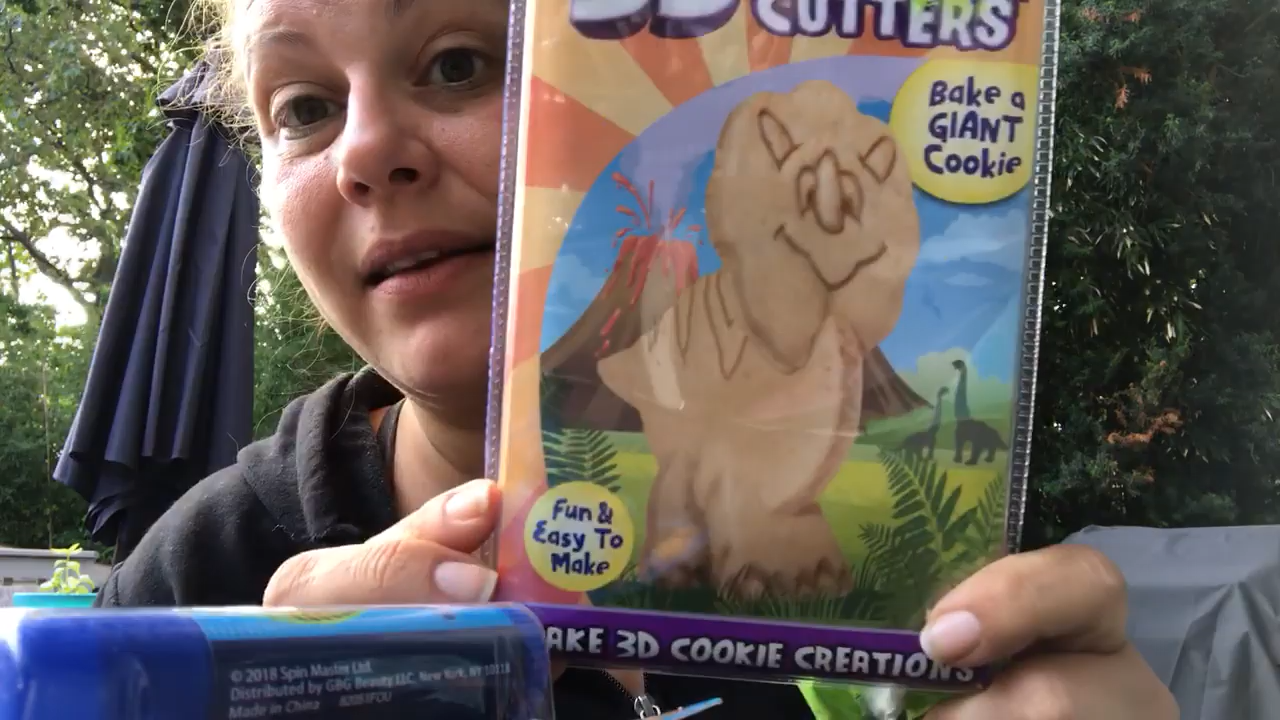 3D
CUTTERS
Bake a
GIANT
Cookie
Fun &
Easy To
Make
AKE 3D COOKIE CREATIONS
© 2018 Spin Master Ltd.
Distributed by GBG Beauty LLC, New York, NY 10118
Made in China